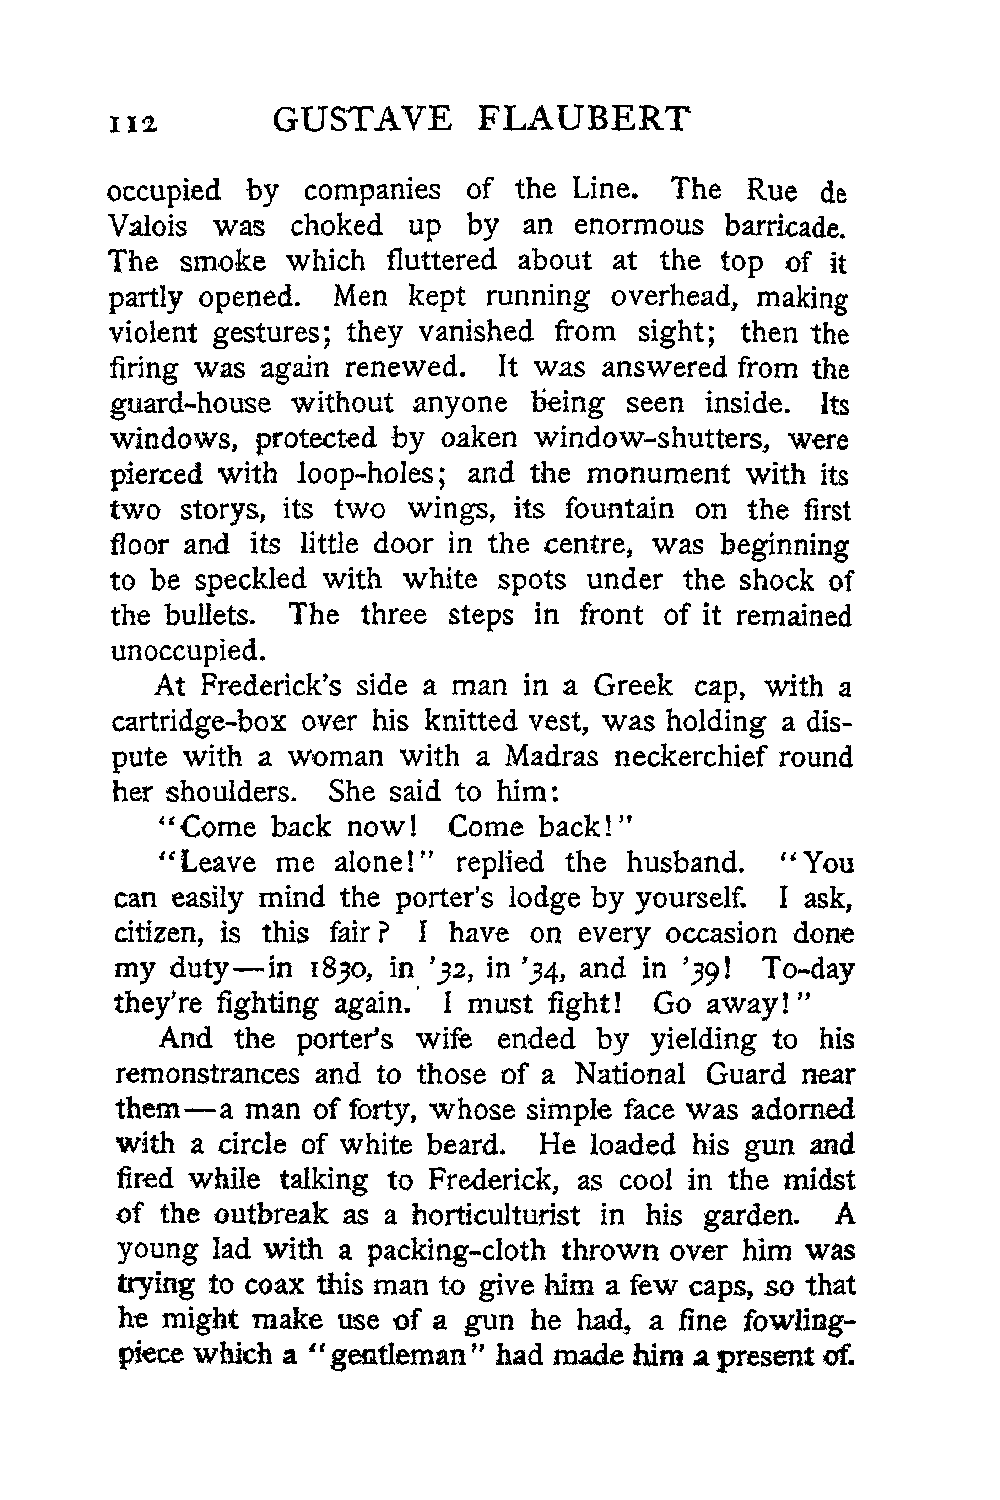 112 GUSTAVE FLAUBERT
occupied by companies of the Line. The Rue de
Valois was choked up by an enormous barricade.
The smoke which fluttered about at the top of it
partly opened. Men kept running overhead, making
violent gestures; they vanished from sight; then the
firing was again renewed. It was answered from the
guard-house without anyone being seen inside. Its
windows, protected by oaken window-shutters, were
pierced with loop-holes; and the monument with its
two storys, its two wings, its fountain on the first
floor and its little door in the centre, was beginning
to be speckled with white spots under the shock of
the bullets. The three steps in front of it remained
unoccupied.
At Frederick's side a man in a Greek cap, with a
cartridge-box over his knitted vest, was holding a dis-
pute with a woman with a Madras neckerchief round
her shoulders. She said to him:
"Come back now! Come back!"
"Leave me alone!" replied the husband. "You
can easily mind the porter's lodge by yourself. I ask,
citizen, is this fair? I have on every occasion done
my duty—in 1830, in '32, in '34, and in '39! To-day
they're fighting again. I must fight! Go away!"
And the porter's wife ended by yielding to his
remonstrances and to those of a National Guard near
them—a man of forty, whose simple face was adorned
with a circle of white beard. He loaded his gun and
fired while talking to Frederick, as cool in the midst
of the outbreak as a horticulturist in his garden. A
young lad with a packing-cloth thrown over him was
trying to coax this man to give him a few caps, so that
he might make use of a gun he had, a fine fowling-
piece which a "gentleman" had made him a present of.